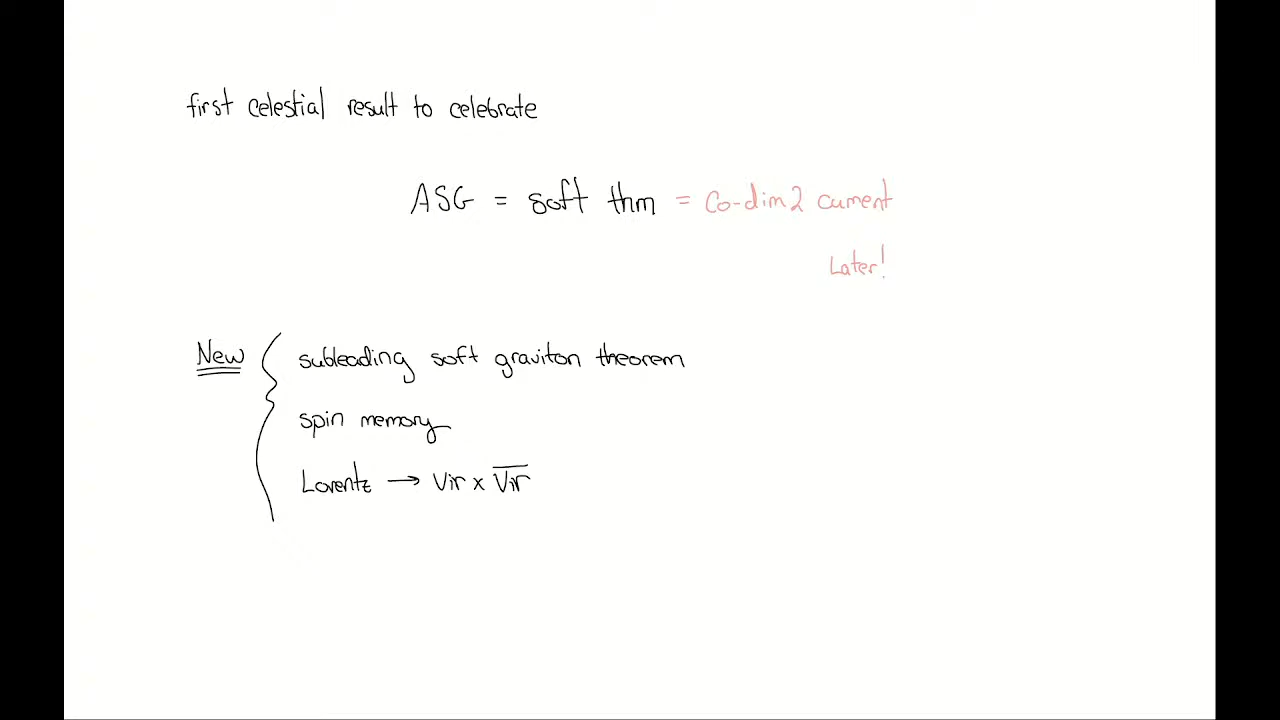 first celestial result to celebrate
ASG = soft thm = Co-dim 2 current
Later!
New { subleading soft graviton theorem
spin memory
Lorentz → Vir x V̅i̅r̅